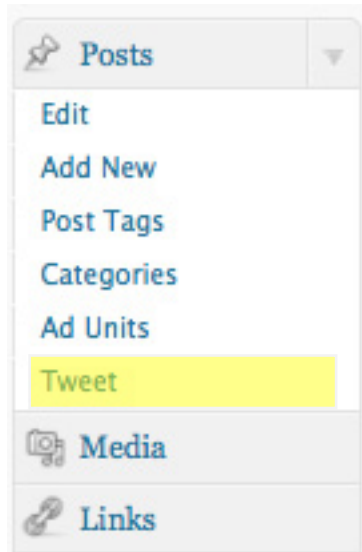 Posts
Edit
Add New
Post Tags
Categories
Ad Units
Tweet
Media
Links